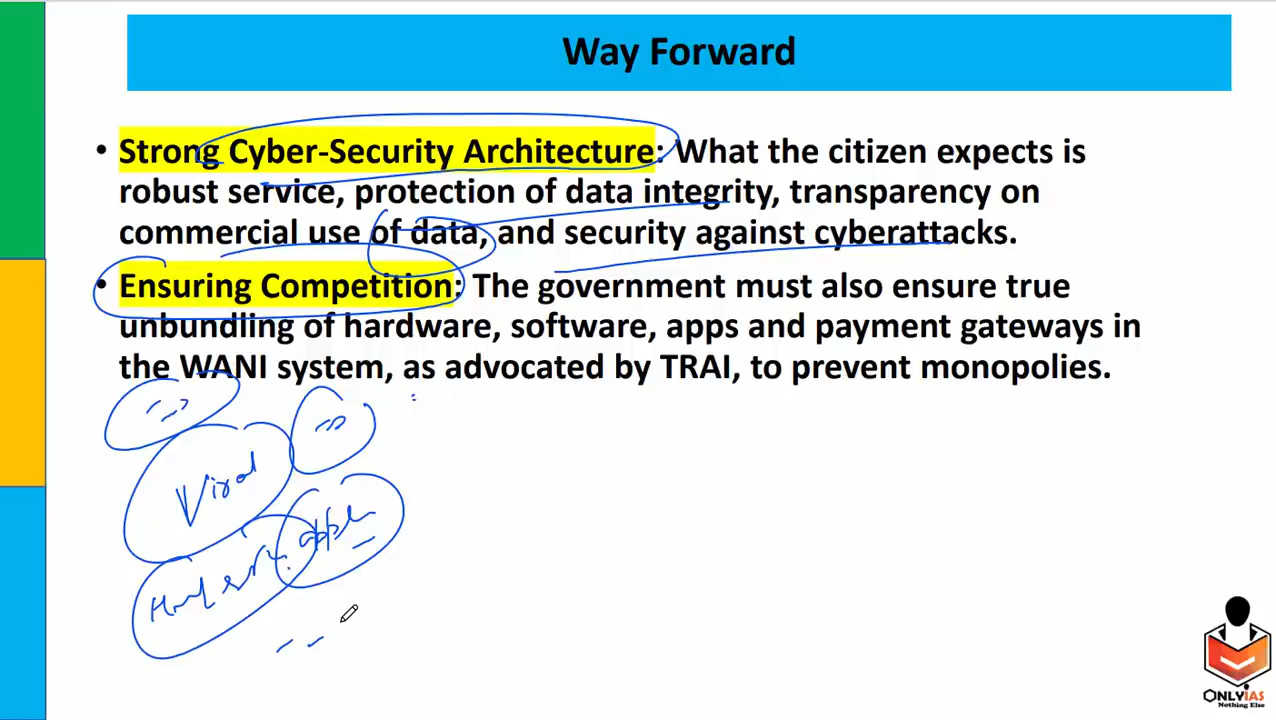 Way Forward
• Strong Cyber-Security Architecture: What the citizen expects is
robust service, protection of data integrity, transparency on
commercial use of data, and security against cyberattacks.
• Ensuring Competition: The government must also ensure true
unbundling of hardware, software, apps and payment gateways in
the WANI system, as advocated by TRAI, to prevent monopolies.
Viral
ONLYIAS
Nothing Else